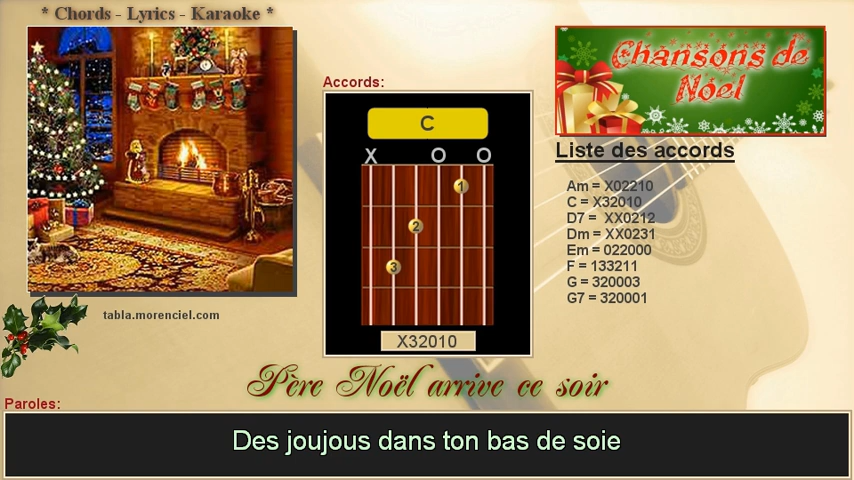 * Chords - Lyrics - Karaoke *
Chansons de
Noel
Accords:
C
X O O
1
2
3
X32010
Liste des accords
Am = X02210
C = X32010
D7 = XX0212
Dm = XX0231
Em = 022000
F = 133211
G = 320003
G7 = 320001
tabla.morenciel.com
Père Noël arrive ce soir
Paroles:
Des joujous dans ton bas de soie